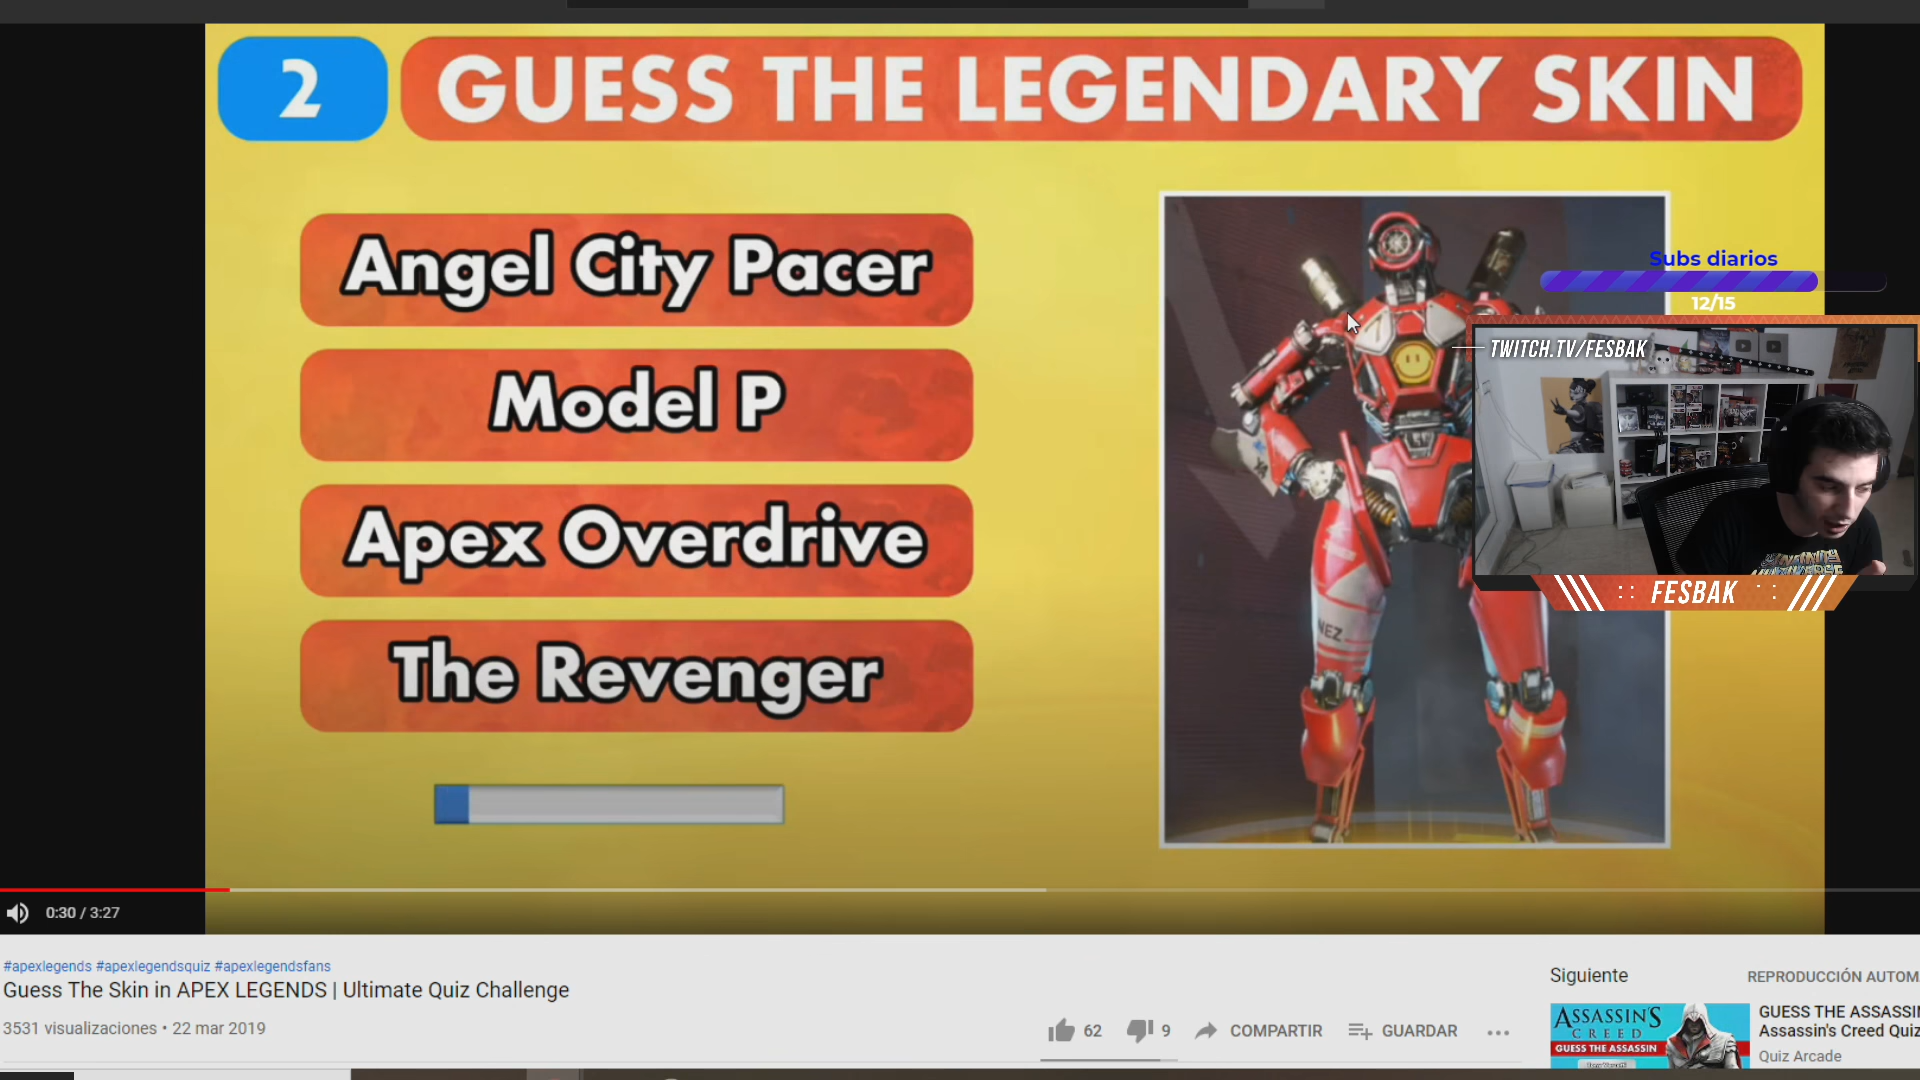 2
GUESS THE LEGENDARY SKIN
Angel City Pacer
Model P
Apex Overdrive
The Revenger
NEZ
Subs diarios
12/15
TWITCH.TV/FESBAK
INFINITY
FESBAK
0:30 / 3:27
#apexlegends #apexlegendsquiz #apexlegendsfans
Guess The Skin in APEX LEGENDS | Ultimate Quiz Challenge
3531 visualizaciones • 22 mar 2019
62
9
COMPARTIR
GUARDAR
Siguiente
REPRODUCCIÓN AUTOM
ASSASSIN'S
CREED
GUESS THE ASSASSIN
GUESS THE ASSASSIN
Assassin's Creed Quiz
Quiz Arcade